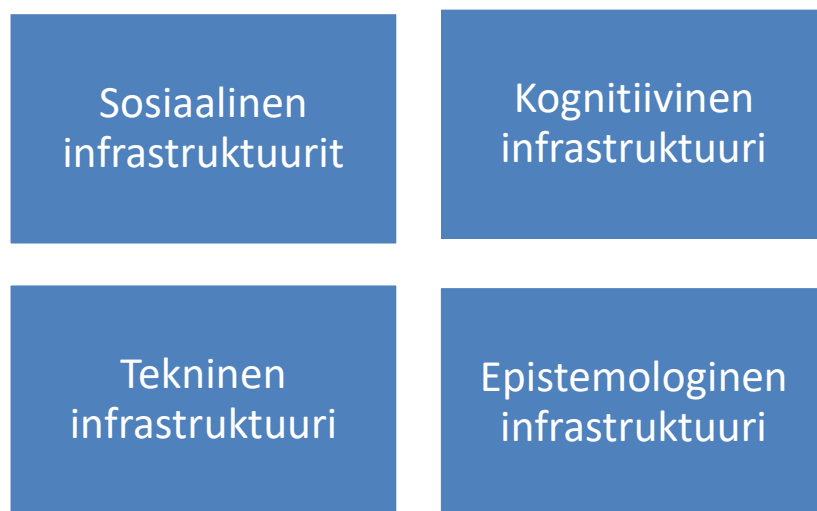 Sosiaalinen
infrastruktuurit
Kognitiivinen
infrastruktuuri
Tekninen
infrastruktuuri
Epistemologinen
infrastruktuuri